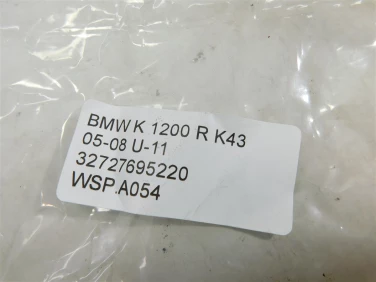 BMW K 1200 R K43
05-08 U-11
32727695220
WSP.A054